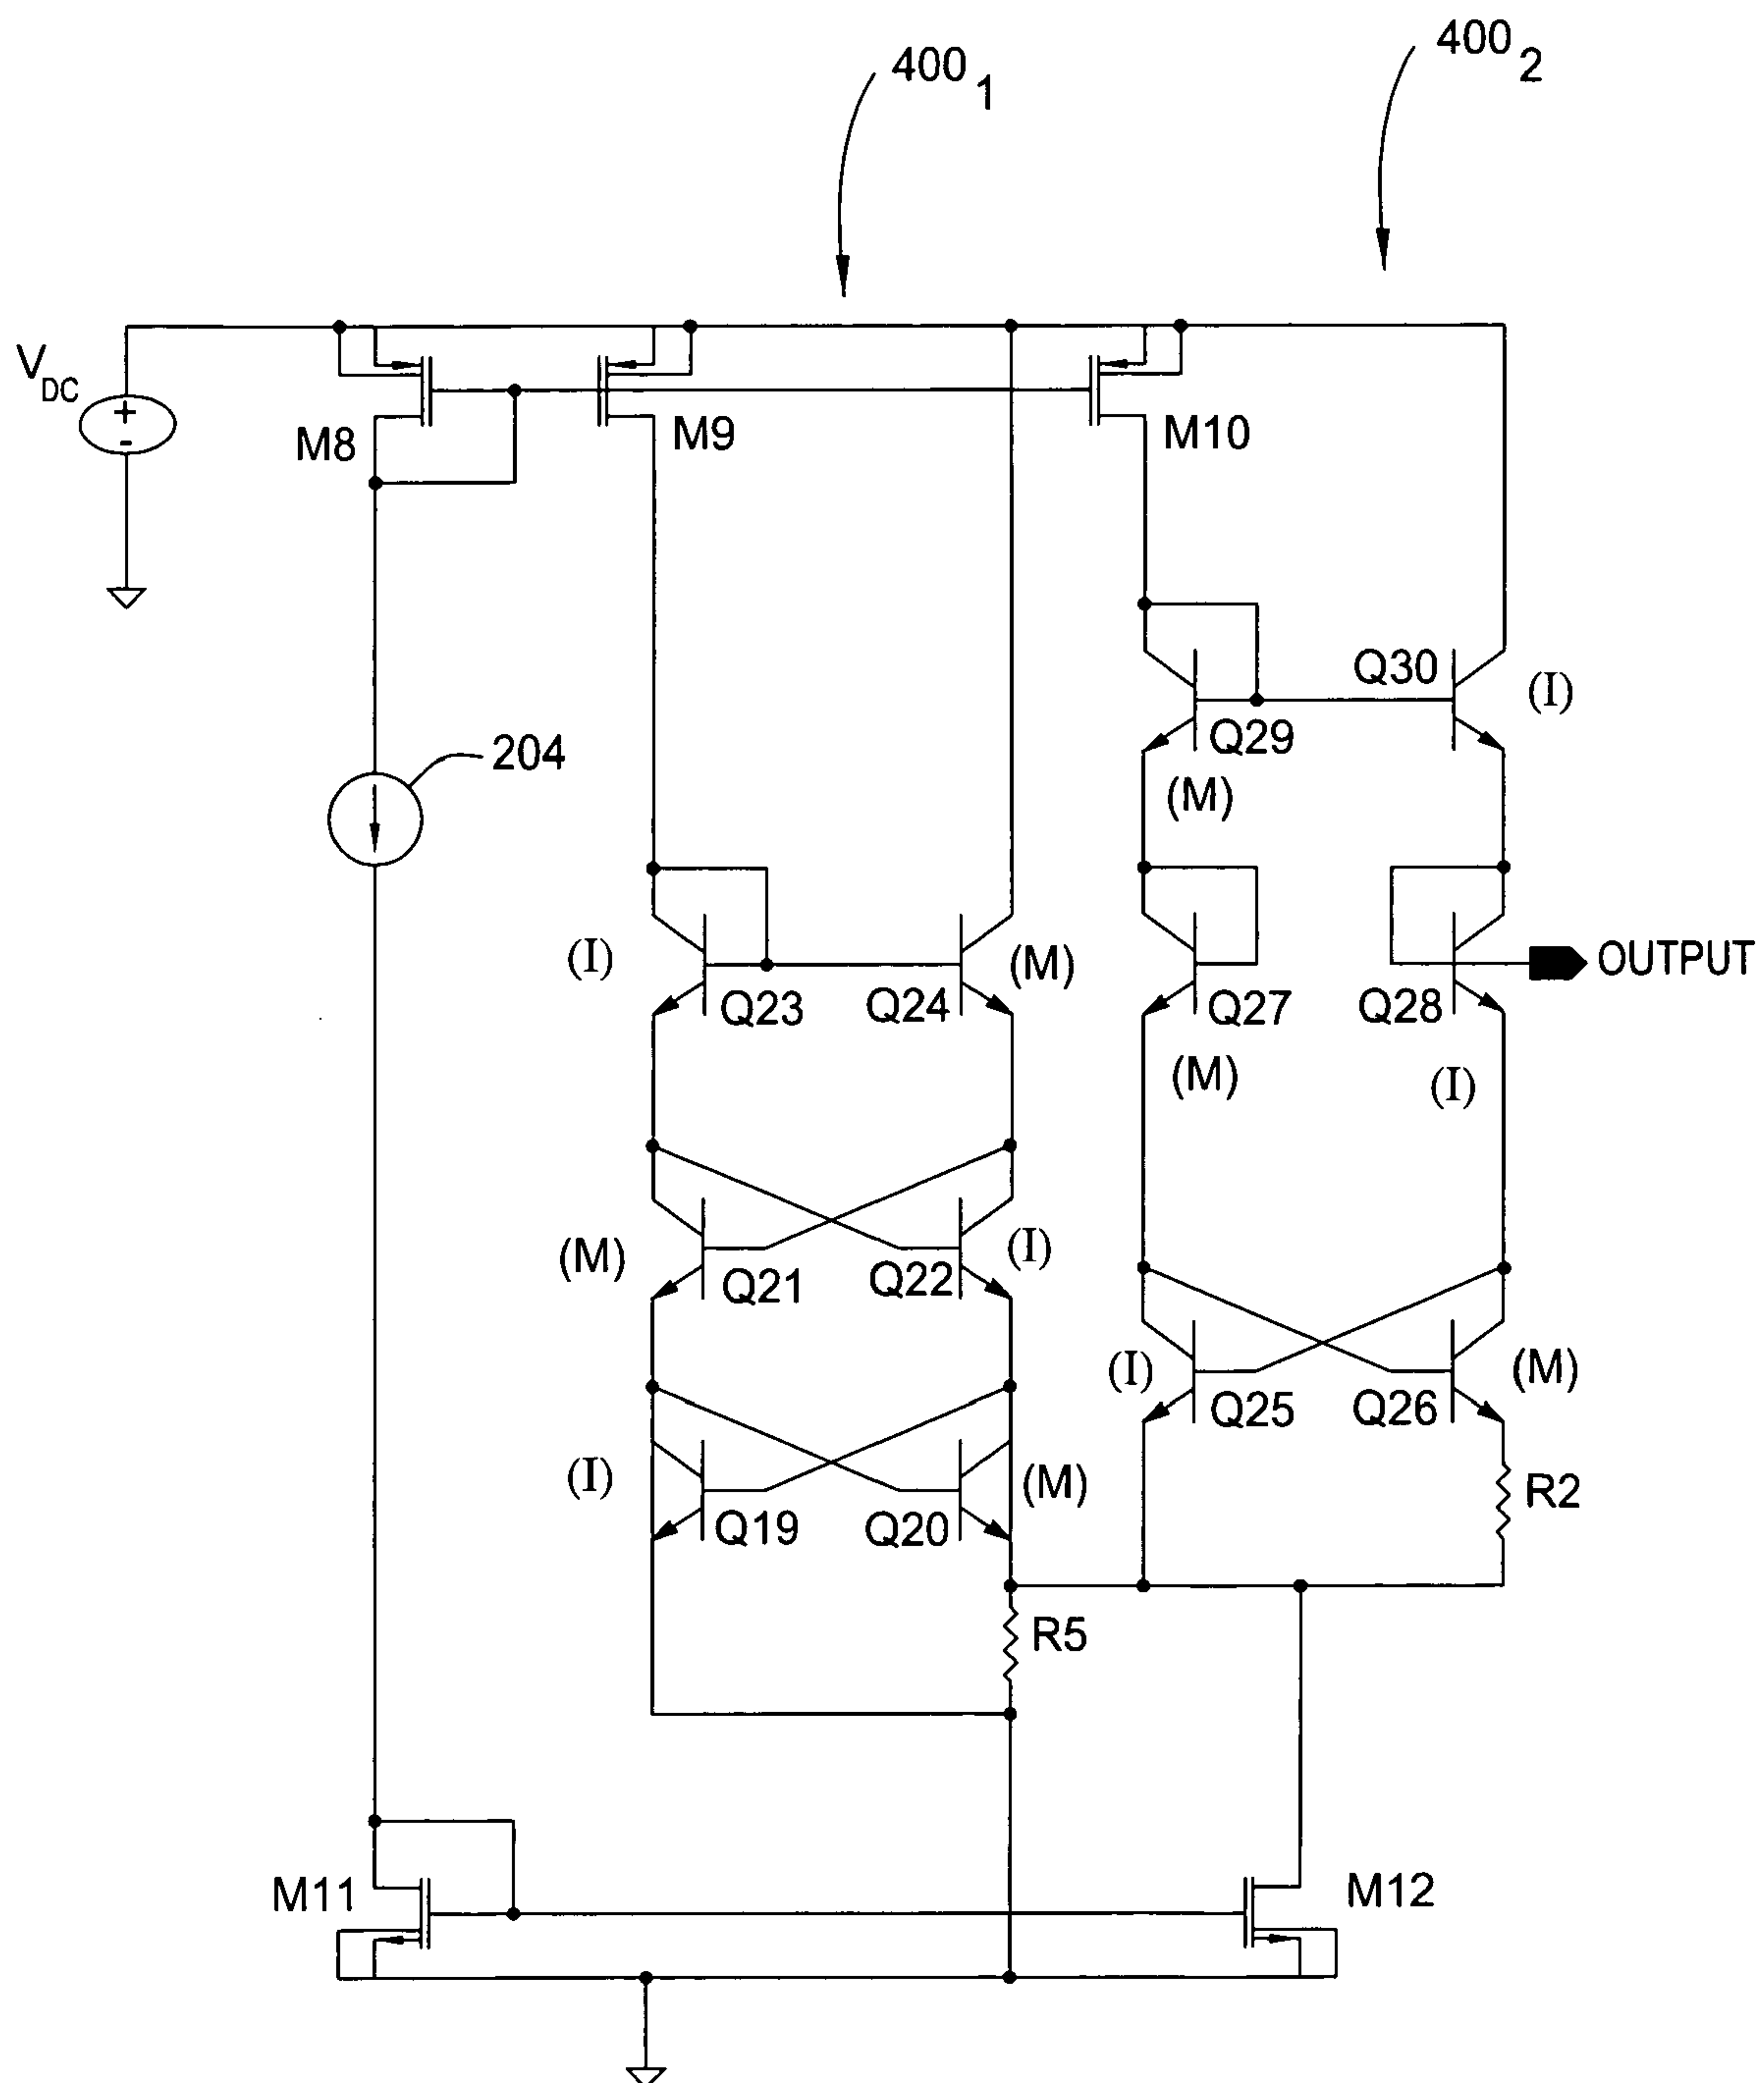 400 1
400 2
V DC
+
-
M8
M9
M10
204
Q30
(I)
Q29
(M)
(I)
Q23
Q24
(M)
Q27
(M)
Q28
OUTPUT
(I)
(M)
Q21
Q22
(I)
(I)
Q25
Q26
(M)
(I)
Q19
Q20
(M)
R2
R5
M11
M12